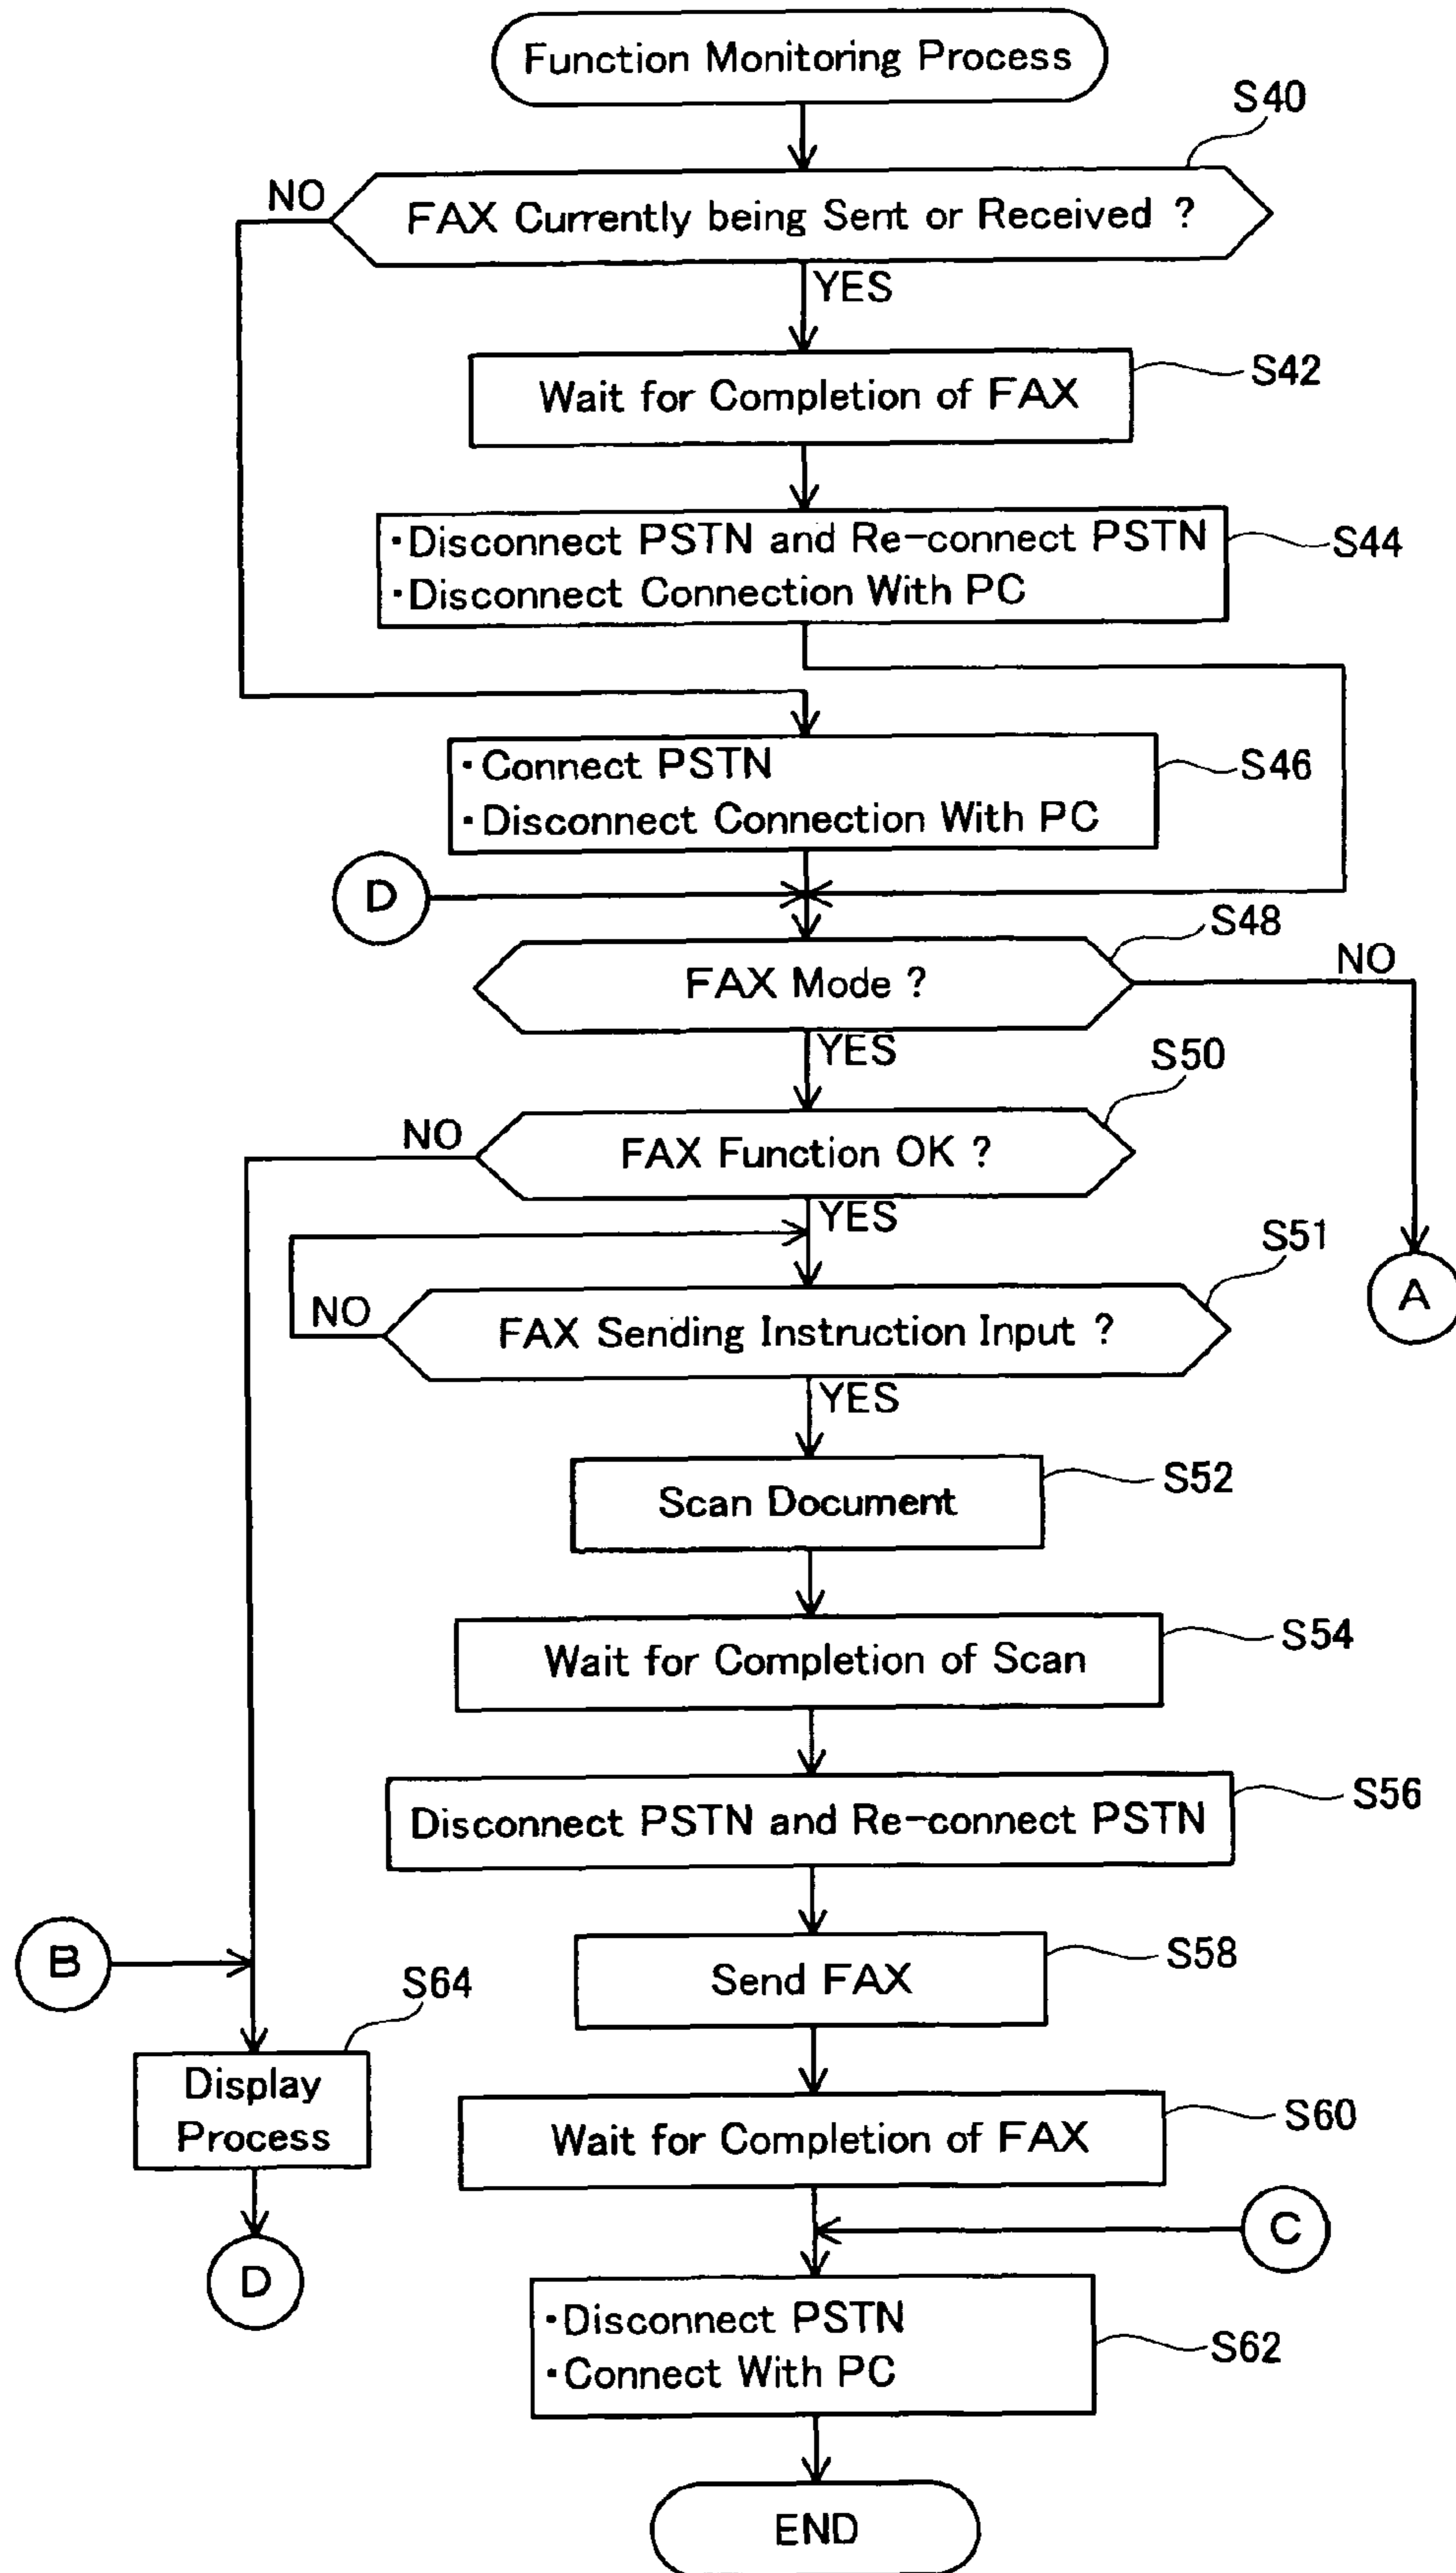 Function Monitoring Process
S40
NO
FAX Currently being Sent or Received ?
YES
S42
Wait for Completion of FAX
S44
・Disconnect PSTN and Re-connect PSTN
・Disconnect Connection With PC
S46
・Connect PSTN
・Disconnect Connection With PC
D
S48
FAX Mode ?
NO
YES
S50
NO
FAX Function OK ?
YES
S51
A
NO
FAX Sending Instruction Input ?
YES
S52
Scan Document
S54
Wait for Completion of Scan
S56
Disconnect PSTN and Re-connect PSTN
B
S58
Send FAX
S64
Display
Process
S60
Wait for Completion of FAX
C
D
・Disconnect PSTN
・Connect With PC
S62
END